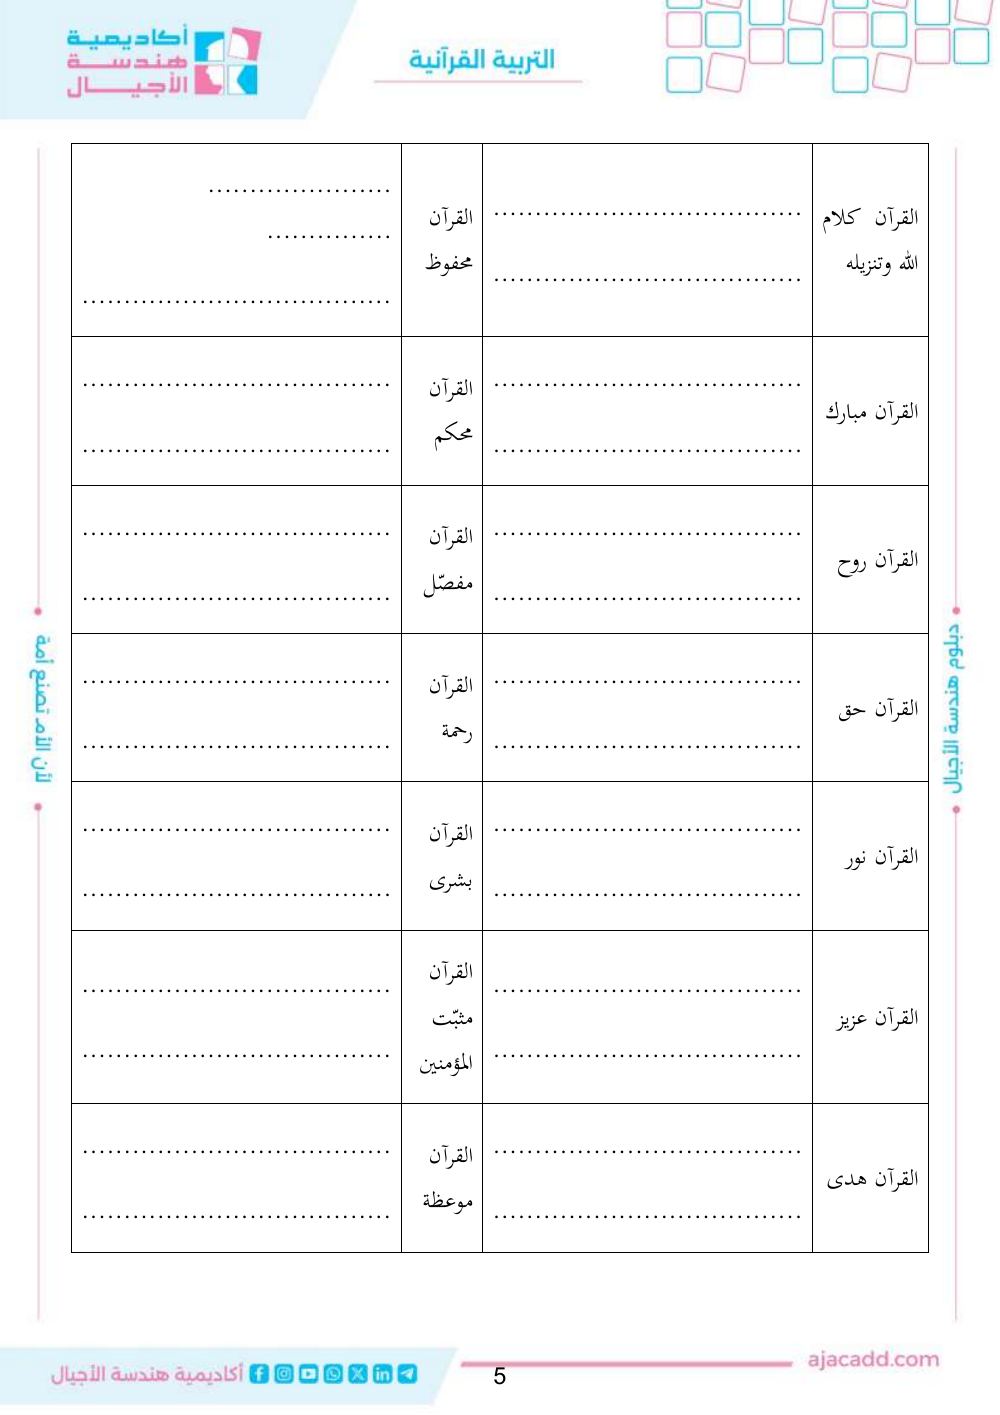 أكاديمية
هندسة
الأجيال
التربية القرآنية
القرآن كلام
الله وتنزيله
.....................................
.....................................
القرآن
محفوظ
......................
...............
.....................................
القرآن مبارك
.....................................
.....................................
القرآن
محكم
.....................................
.....................................
القرآن روح
.....................................
.....................................
القرآن
مفصّل
.....................................
.....................................
القرآن حق
.....................................
.....................................
القرآن
رحمة
.....................................
.....................................
القرآن نور
.....................................
.....................................
القرآن
بشرى
.....................................
.....................................
القرآن عزيز
.....................................
.....................................
القرآن
مثبّت
المؤمنين
.....................................
.....................................
القرآن هدى
.....................................
.....................................
القرآن
موعظة
.....................................
.....................................
دبلوم هندسة الأجيال
لأن الأم تصنع أمة
أكاديمية هندسة الأجيال
5
ajacadd.com